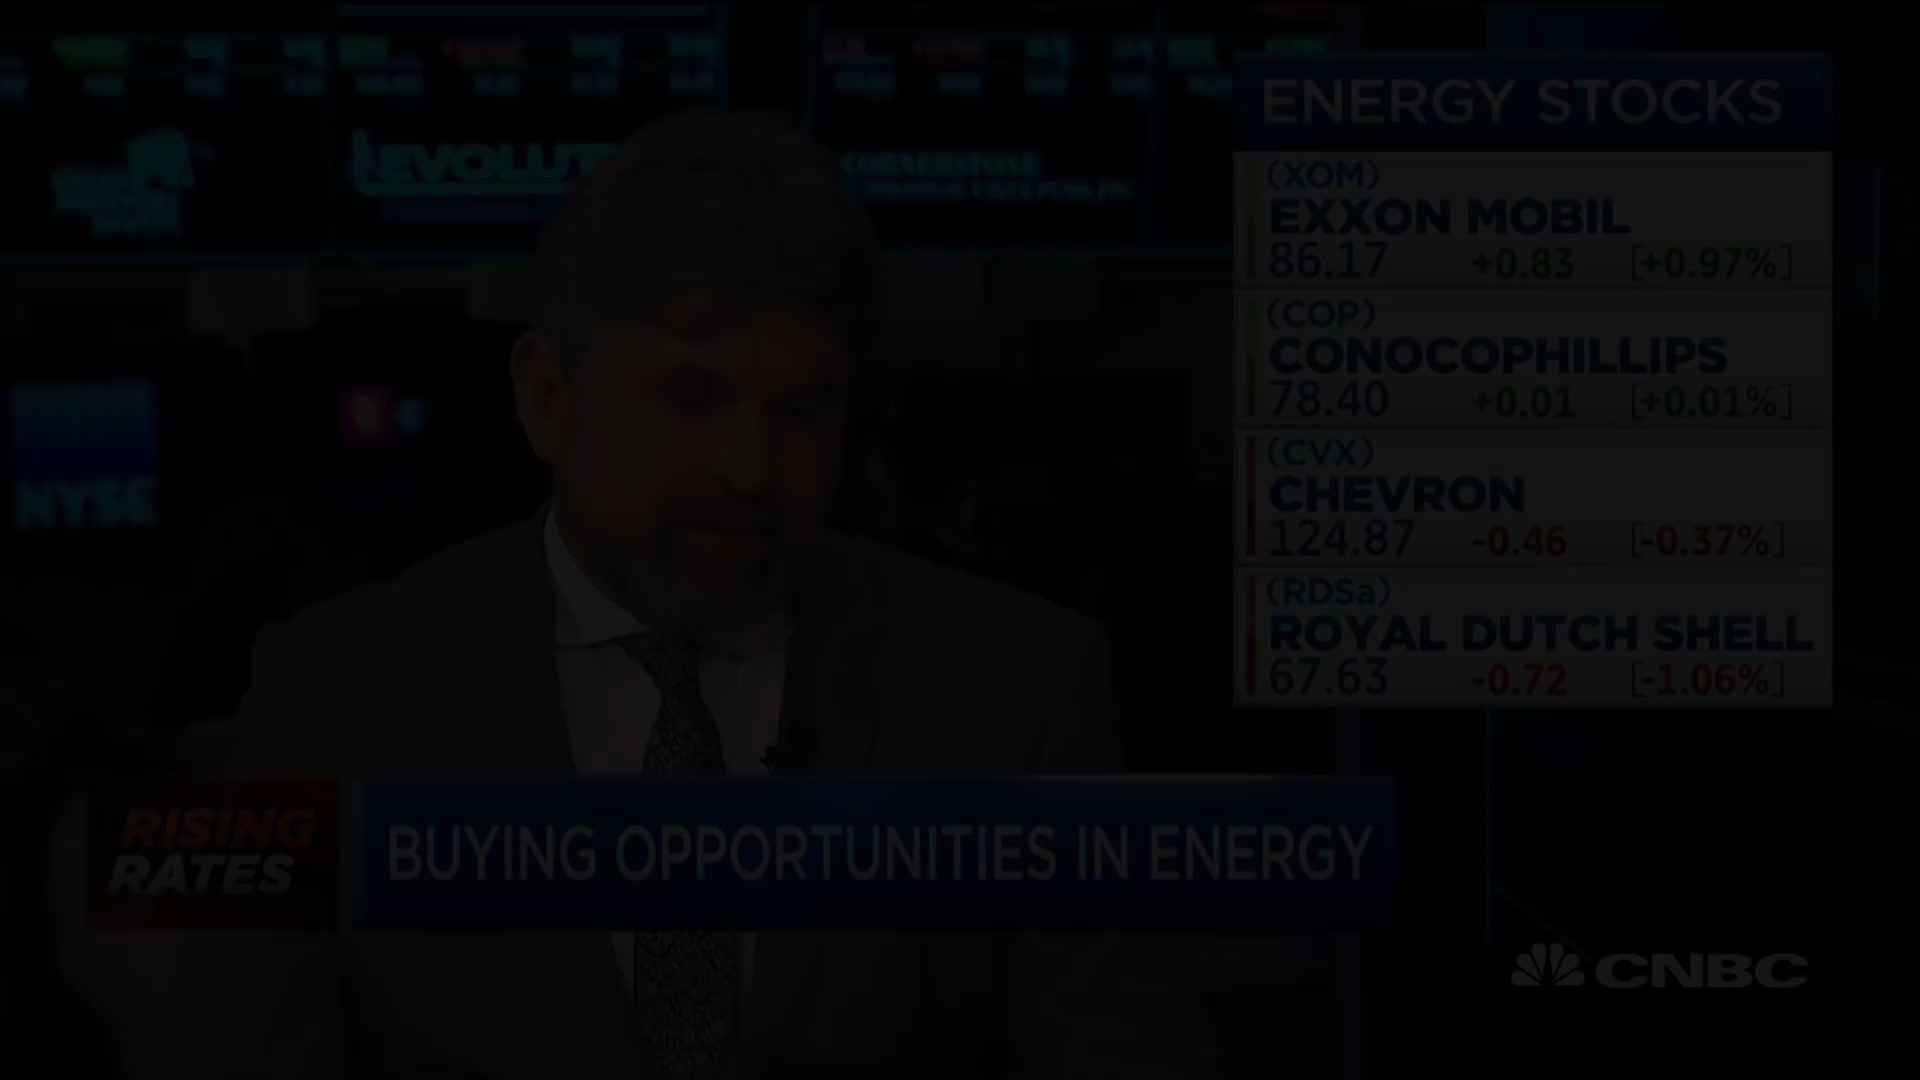 EVOLUT
CORNERSTONE
NYSE
ENERGY STOCKS
(XOM)
EXXON MOBIL
86.17 +0.83 [+0.97%]
(COP)
CONOCOPHILLIPS
78.40 +0.01 [+0.01%]
(CVX)
CHEVRON
124.87 -0.46 [-0.37%]
(RDSa)
ROYAL DUTCH SHELL
67.63 -0.72 [-1.06%]
RISING
RATES
BUYING OPPORTUNITIES IN ENERGY
CNBC